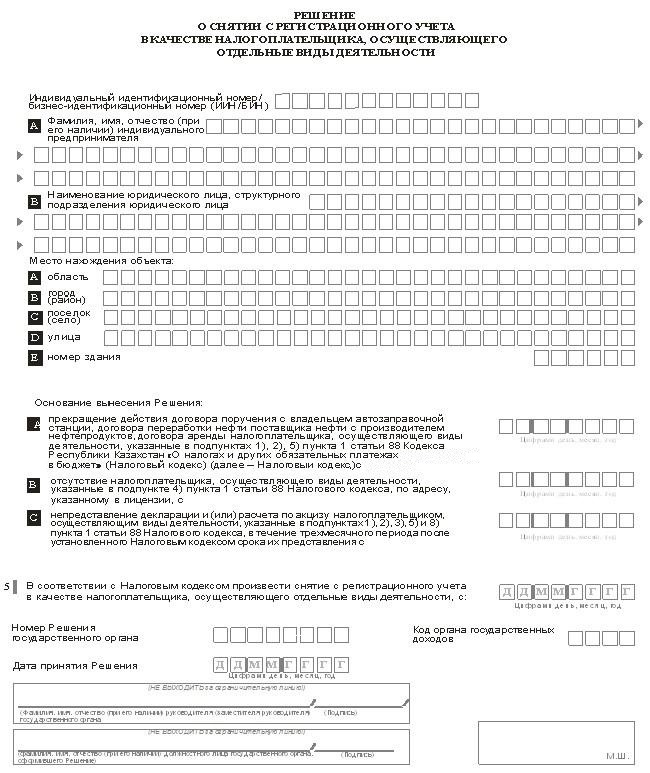 РЕШЕНИЕ
О СНЯТИИ С РЕГИСТРАЦИОННОГО УЧЕТА
В КАЧЕСТВЕ НАЛОГОПЛАТЕЛЬЩИКА, ОСУЩЕСТВЛЯЮЩЕГО
ОТДЕЛЬНЫЕ ВИДЫ ДЕЯТЕЛЬНОСТИ
Индивидуальный идентификационный номер/
бизнес-идентификационный номер (ИИН/БИН)
A Фамилия, имя, отчество (при
его наличии) индивидуального
предпринимателя
B Наименование юридического лица, структурного
подразделения юридического лица
Место нахождения объекта:
A область
B город
(район)
C поселок
(село)
D улица
E номер здания
Основание вынесения Решения:
A прекращение действия договора поручения с владельцем автозаправочной
станции, договора переработки нефти поставщика нефти с производителем
нефтепродуктов, договора аренды налогоплательщика, осуществляющего виды
деятельности, указанные в подпунктах 1), 2), 5) пункта 1 статьи 88 Кодекса
Республики Казахстан «О налогах и других обязательных платежах
в бюджет» (Налоговый кодекс) (далее – Налоговый кодекс)с
Цифрами день, месяц, год
B отсутствие налогоплательщика, осуществляющего виды деятельности,
указанные в подпункте 4) пункта 1 статьи 88 Налогового кодекса, по адресу,
указанному в лицензии, с
Цифрами день, месяц, год
C непредставление декларации и (или) расчета по акцизу налогоплательщиком,
осуществляющим виды деятельности, указанные в подпунктах 1), 2), 3), 5) и 8)
пункта 1 статьи 88 Налогового кодекса, в течение трехмесячного периода после
установленного Налоговым кодексом срока их представления с
Цифрами день, месяц, год
5 В соответствии с Налоговым кодексом произвести снятие с регистрационного учета
в качестве налогоплательщика, осуществляющего отдельные виды деятельности, с:
Д Д М М Г Г Г Г
Цифрами день, месяц, год
Номер Решения
государственного органа
Код органа государственных
доходов
Дата принятия Решения
Д Д М М Г Г Г Г
Цифрами день, месяц, год
(НЕ ВЫХОДИТЬ за ограничительную линию)
(Фамилия, имя, отчество (при его наличии) руководителя (заместителя руководителя) (Подпись)
государственного органа
(НЕ ВЫХОДИТЬ за ограничительную линию)
(фамилия, имя, отчество (при его наличии) должностного лица государственного органа, (Подпись)
оформившего Решение)
М.Ш.